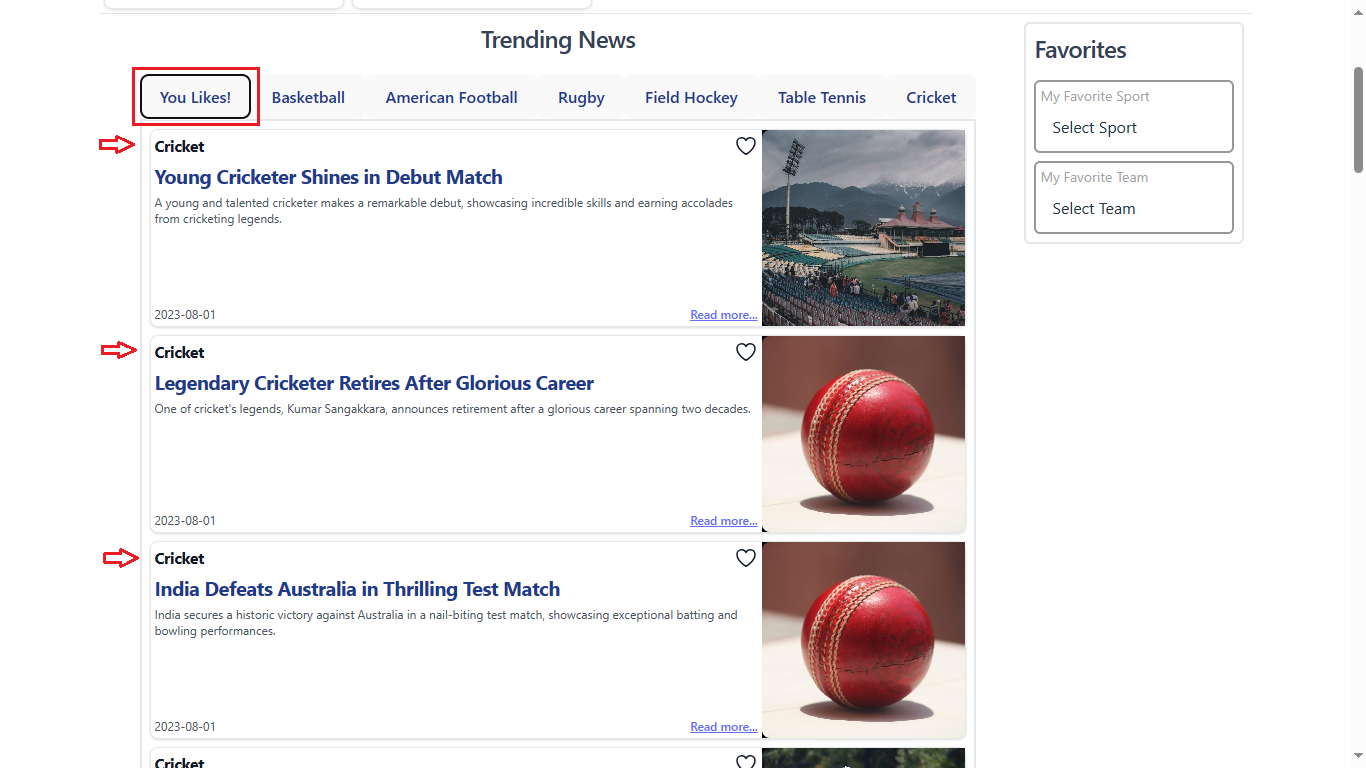 Trending News
You Likes!
Basketball
American Football
Rugby
Field Hockey
Table Tennis
Cricket
Cricket
Young Cricketer Shines in Debut Match
A young and talented cricketer makes a remarkable debut, showcasing incredible skills and earning accolades
from cricketing legends.
2023-08-01
Read more...
Cricket
Legendary Cricketer Retires After Glorious Career
One of cricket's legends, Kumar Sangakkara, announces retirement after a glorious career spanning two decades.
2023-08-01
Read more...
Cricket
India Defeats Australia in Thrilling Test Match
India secures a historic victory against Australia in a nail-biting test match, showcasing exceptional batting and
bowling performances.
2023-08-01
Read more...
Cricket
Favorites
My Favorite Sport
Select Sport
My Favorite Team
Select Team